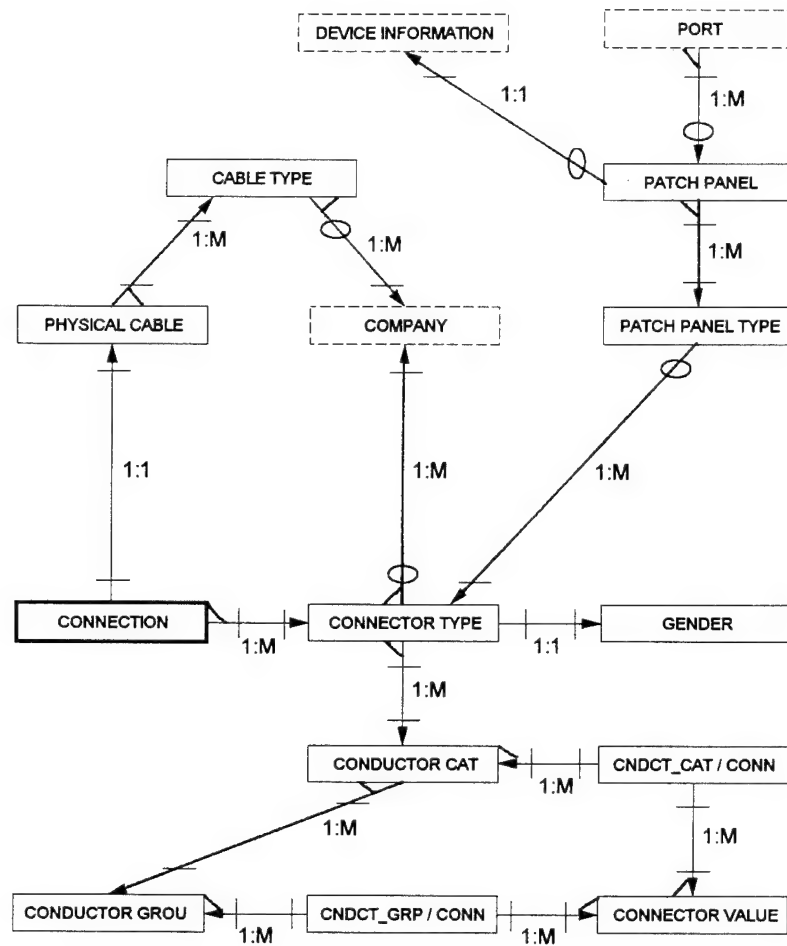 DEVICE INFORMATION
PORT
1:1
1:M
CABLE TYPE
PATCH PANEL
1:M
1:M
1:M
PHYSICAL CABLE
COMPANY
PATCH PANEL TYPE
1:1
1:M
1:M
CONNECTION
CONNECTOR TYPE
GENDER
1:M
1:1
1:M
CONDUCTOR CAT
CNDCT_CAT / CONN
1:M
1:M
1:M
CONDUCTOR GROU
CNDCT_GRP / CONN
CONNECTOR VALUE
1:M
1:M